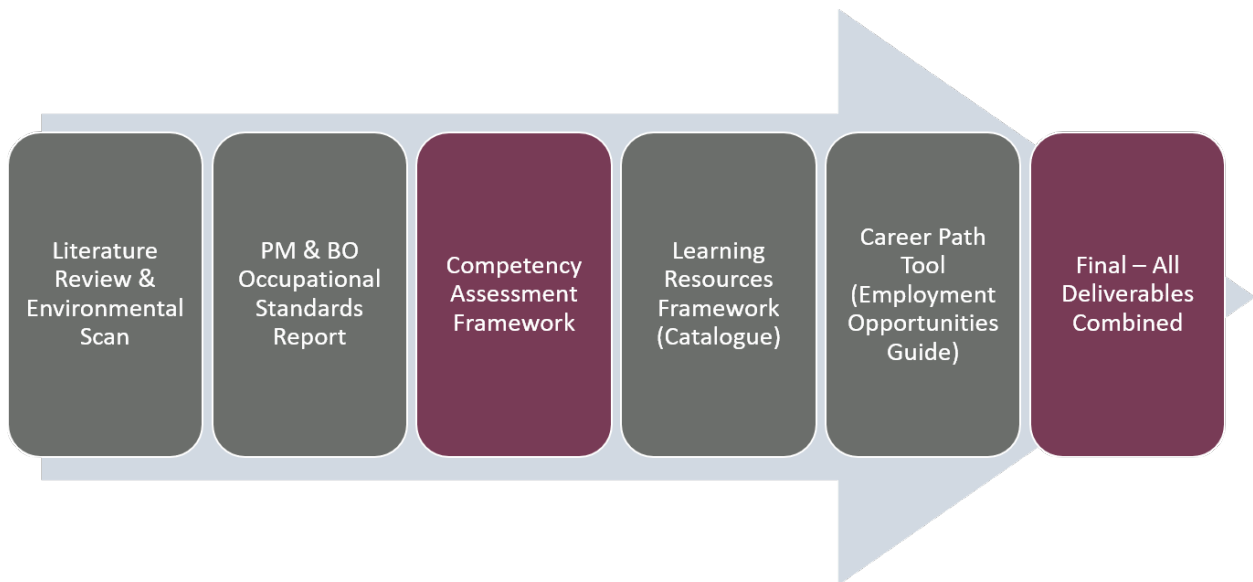 Literature
Review &
Environmental
Scan
PM & BO
Occupational
Standards
Report
Competency
Assessment
Framework
Learning
Resources
Framework
(Catalogue)
Career Path
Tool
(Employment
Opportunities
Guide)
Final – All
Deliverables
Combined